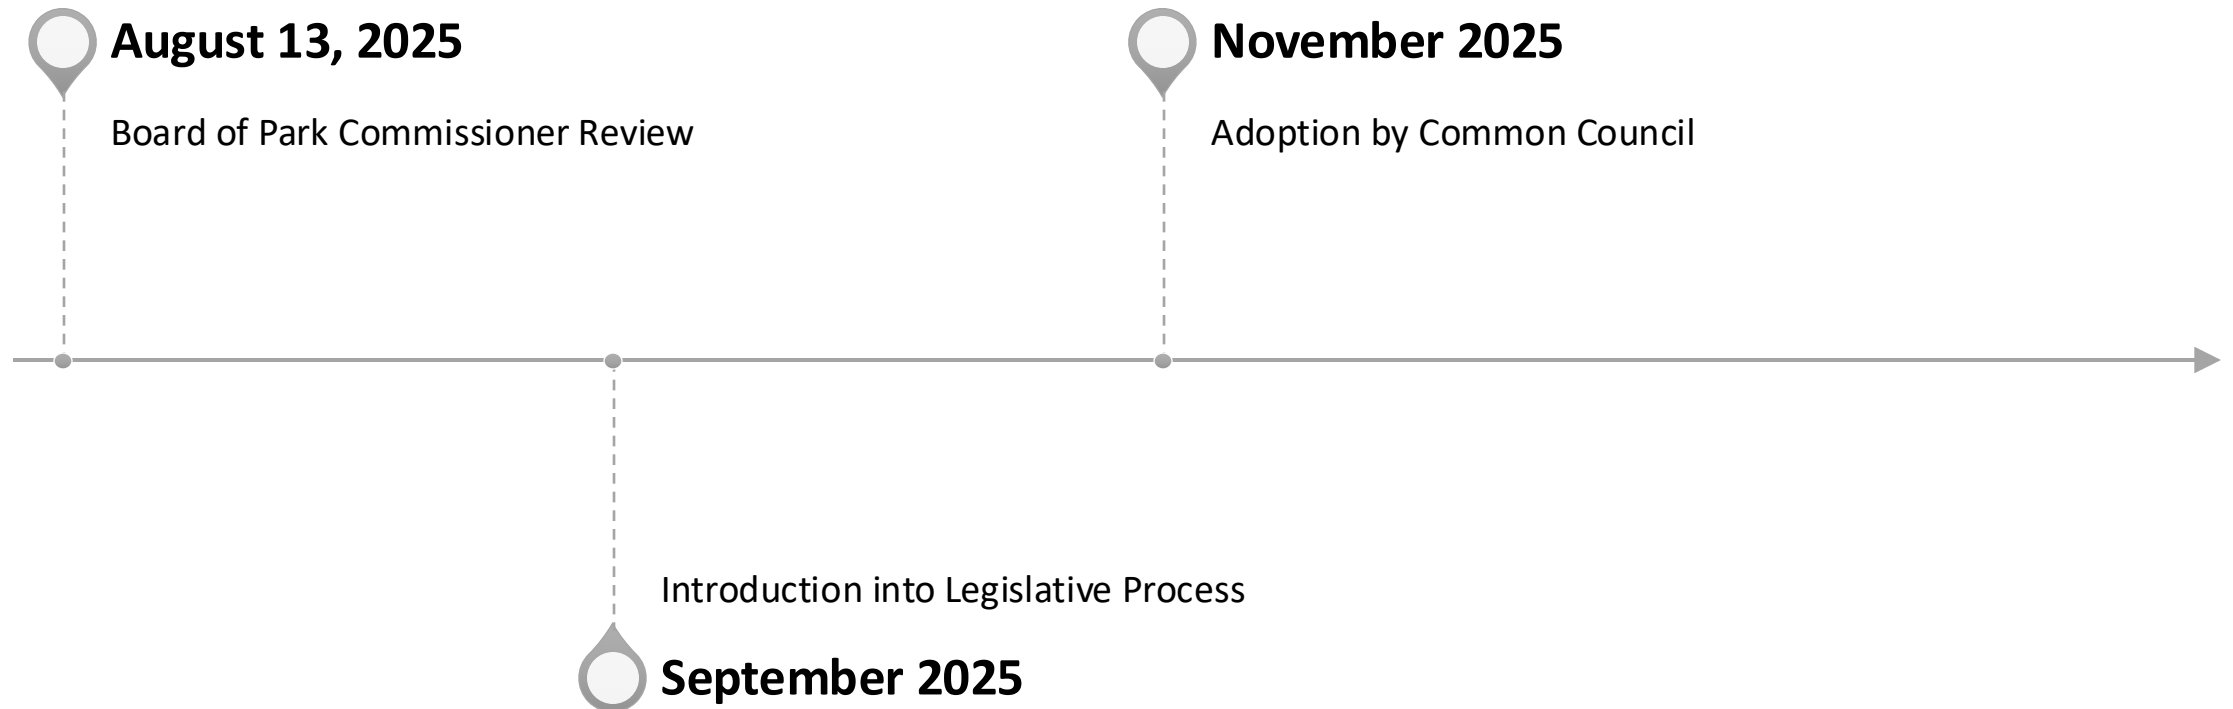 August 13, 2025
Board of Park Commissioner Review
November 2025
Adoption by Common Council
Introduction into Legislative Process
September 2025